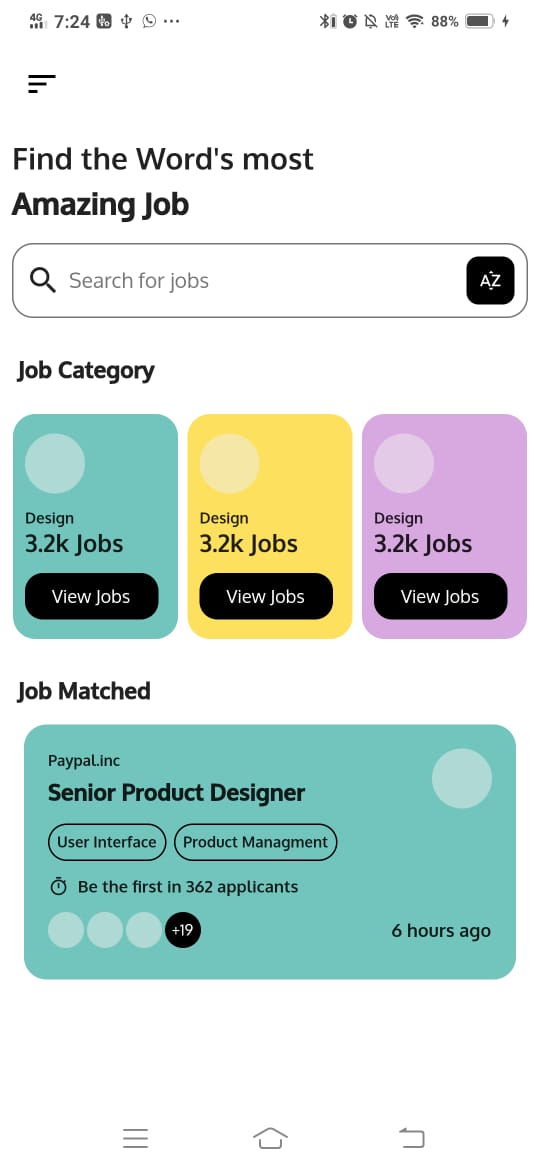 4G 7:24 88%
VoI LTE
Find the Word's most
Amazing Job
Search for jobs
AZ
Job Category
Design Design Design
3.2k Jobs 3.2k Jobs 3.2k Jobs
View Jobs View Jobs View Jobs
Job Matched
Paypal.inc
Senior Product Designer
User Interface Product Managment
Be the first in 362 applicants
+19 6 hours ago